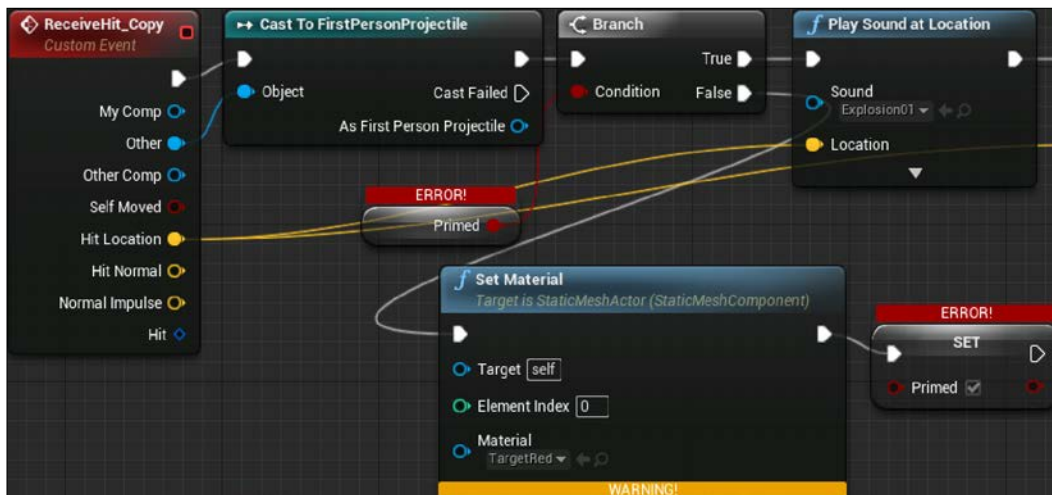 ReceiveHit_Copy
Custom Event
My Comp
Other
Other Comp
Self Moved
Hit Location
Hit Normal
Normal Impulse
Hit
Cast To FirstPersonProjectile
Object
Cast Failed
As First Person Projectile
ERROR!
Primed
Branch
True
Condition
False
Play Sound at Location
Sound
Explosion01
Location
Set Material
Target is StaticMeshActor (StaticMeshComponent)
Target self
Element Index 0
Material
TargetRed
WARNING!
ERROR!
SET
Primed